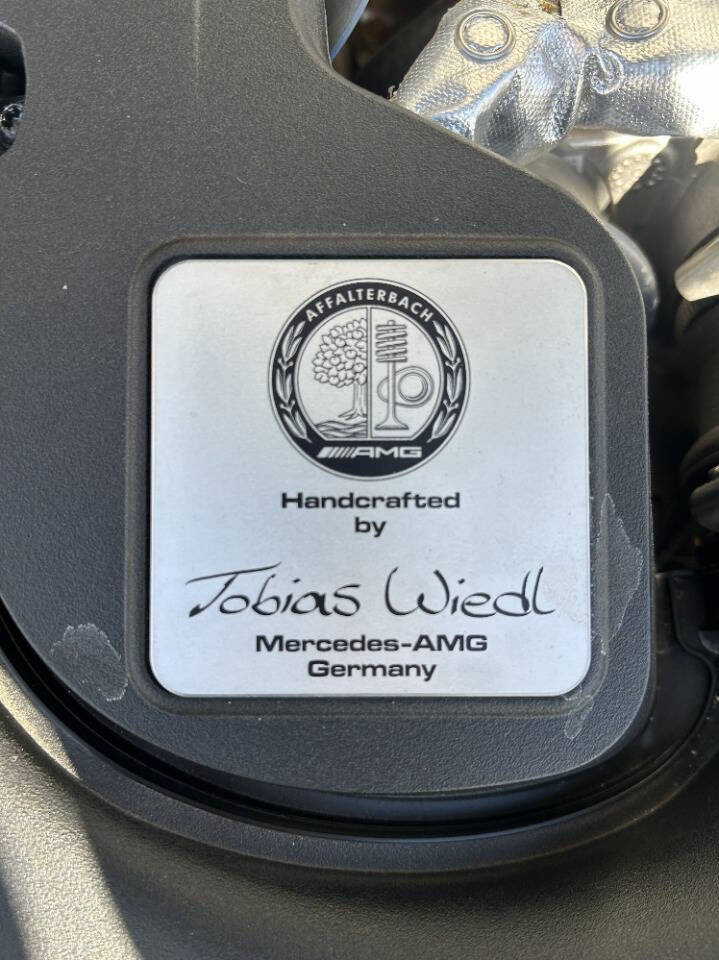 AFFALTERBACH
AMG
Handcrafted
by
Tobias Wiedl
Mercedes-AMG
Germany